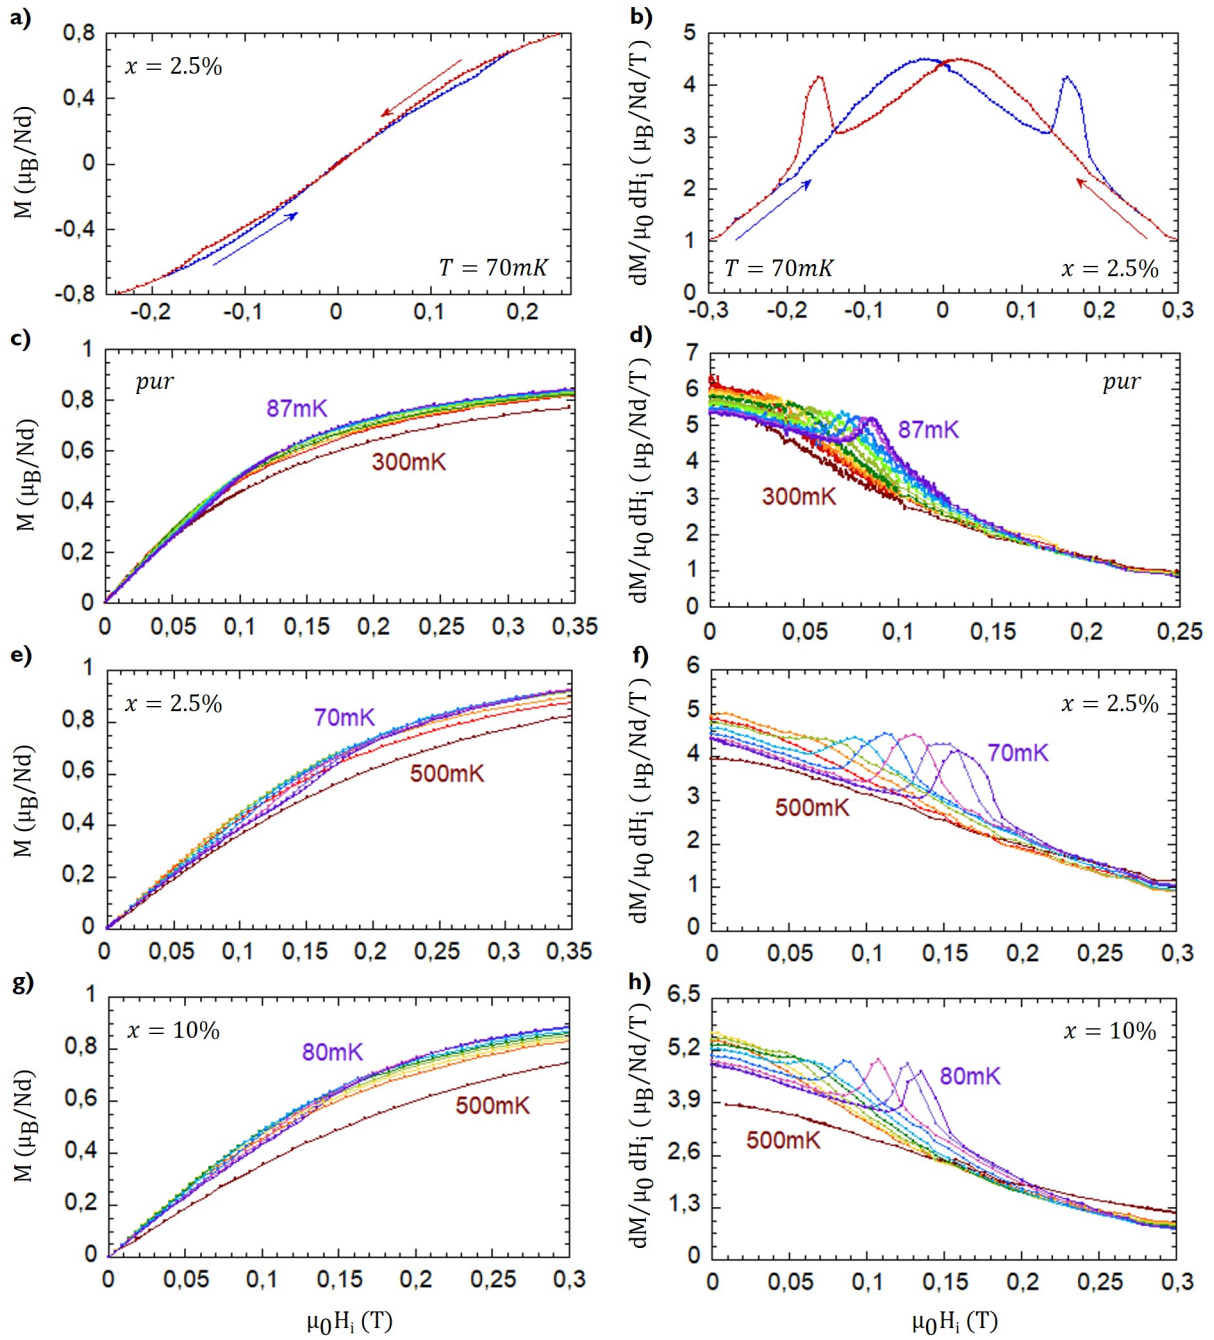 a)
0,8
0,4
0
-0,4
-0,8
M (μB/Nd)
x = 2.5%
T = 70mK
-0,2 -0,1 0 0,1 0,2
b)
5
4
3
2
1
0
dM/μ0 dHi ( μB/Nd/T)
T = 70mK x = 2.5%
-0,3 -0,2 -0,1 0 0,1 0,2 0,3
c)
1
0,8
0,6
0,4
0,2
0
M (μB/Nd)
pur
87mK
300mK
0 0,05 0,1 0,15 0,2 0,25 0,3 0,35
d)
7
6
5
4
3
2
1
0
dM/μ0 dHi ( μB/Nd/T)
pur
87mK
300mK
0 0,05 0,1 0,15 0,2 0,25
e)
1
0,8
0,6
0,4
0,2
0
M (μB/Nd)
x = 2.5%
70mK
500mK
0 0,05 0,1 0,15 0,2 0,25 0,3 0,35
f)
6
5
4
3
2
1
0
dM/μ0 dHi ( μB/Nd/T)
x = 2.5%
70mK
500mK
0 0,05 0,1 0,15 0,2 0,25 0,3
g)
1
0,8
0,6
0,4
0,2
0
M (μB/Nd)
x = 10%
80mK
500mK
0 0,05 0,1 0,15 0,2 0,25 0,3
μ0Hi (T)
h)
6,5
5,2
3,9
2,6
1,3
0
dM/μ0 dHi ( μB/Nd/T)
x = 10%
80mK
500mK
0 0,05 0,1 0,15 0,2 0,25 0,3
μ0Hi (T)